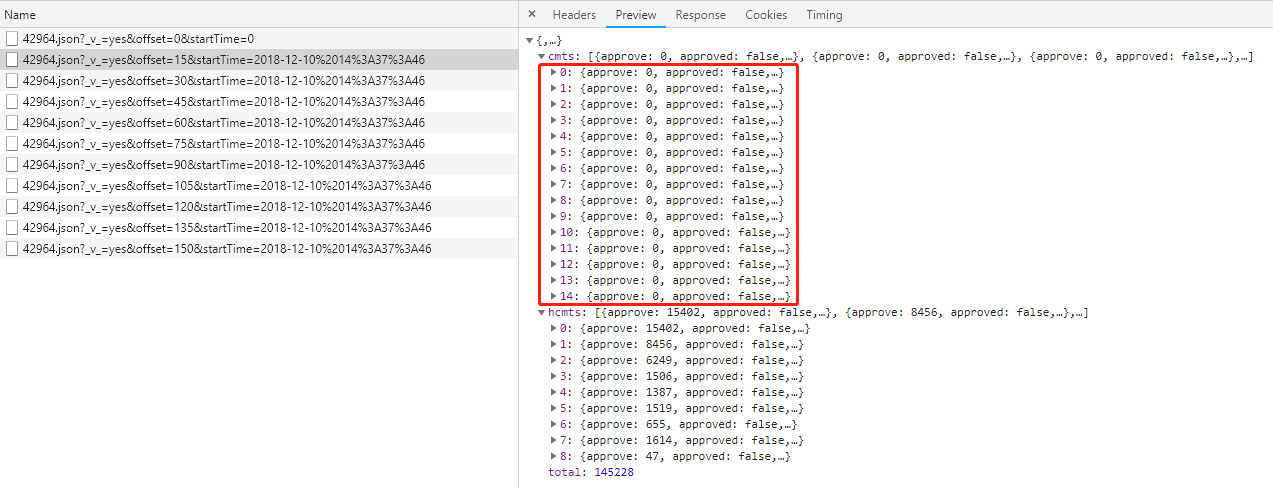 Name
42964.json?_v_=yes&offset=0&startTime=0
42964.json?_v_=yes&offset=15&startTime=2018-12-10%2014%3A37%3A46
42964.json?_v_=yes&offset=30&startTime=2018-12-10%2014%3A37%3A46
42964.json?_v_=yes&offset=45&startTime=2018-12-10%2014%3A37%3A46
42964.json?_v_=yes&offset=60&startTime=2018-12-10%2014%3A37%3A46
42964.json?_v_=yes&offset=75&startTime=2018-12-10%2014%3A37%3A46
42964.json?_v_=yes&offset=90&startTime=2018-12-10%2014%3A37%3A46
42964.json?_v_=yes&offset=105&startTime=2018-12-10%2014%3A37%3A46
42964.json?_v_=yes&offset=120&startTime=2018-12-10%2014%3A37%3A46
42964.json?_v_=yes&offset=135&startTime=2018-12-10%2014%3A37%3A46
42964.json?_v_=yes&offset=150&startTime=2018-12-10%2014%3A37%3A46
× Headers Preview Response Cookies Timing
▼{,…}
▼cmts: [{approve: 0, approved: false,…}, {approve: 0, approved: false,…}, {approve: 0, approved: false,…},…]
▶0: {approve: 0, approved: false,…}
▶1: {approve: 0, approved: false,…}
▶2: {approve: 0, approved: false,…}
▶3: {approve: 0, approved: false,…}
▶4: {approve: 0, approved: false,…}
▶5: {approve: 0, approved: false,…}
▶6: {approve: 0, approved: false,…}
▶7: {approve: 0, approved: false,…}
▶8: {approve: 0, approved: false,…}
▶9: {approve: 0, approved: false,…}
▶10: {approve: 0, approved: false,…}
▶11: {approve: 0, approved: false,…}
▶12: {approve: 0, approved: false,…}
▶13: {approve: 0, approved: false,…}
▶14: {approve: 0, approved: false,…}
▼hcmts: [{approve: 15402, approved: false,…}, {approve: 8456, approved: false,…},…]
▶0: {approve: 15402, approved: false,…}
▶1: {approve: 8456, approved: false,…}
▶2: {approve: 6249, approved: false,…}
▶3: {approve: 1506, approved: false,…}
▶4: {approve: 1387, approved: false,…}
▶5: {approve: 1519, approved: false,…}
▶6: {approve: 655, approved: false,…}
▶7: {approve: 1614, approved: false,…}
▶8: {approve: 47, approved: false,…}
total: 145228